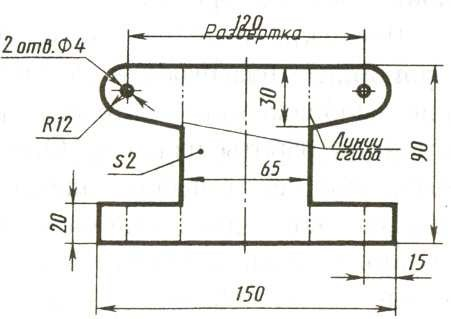 120
Развертка
2 отв. Ф4
R12
30
Линии
сгиба
s2
65
90
20
15
150